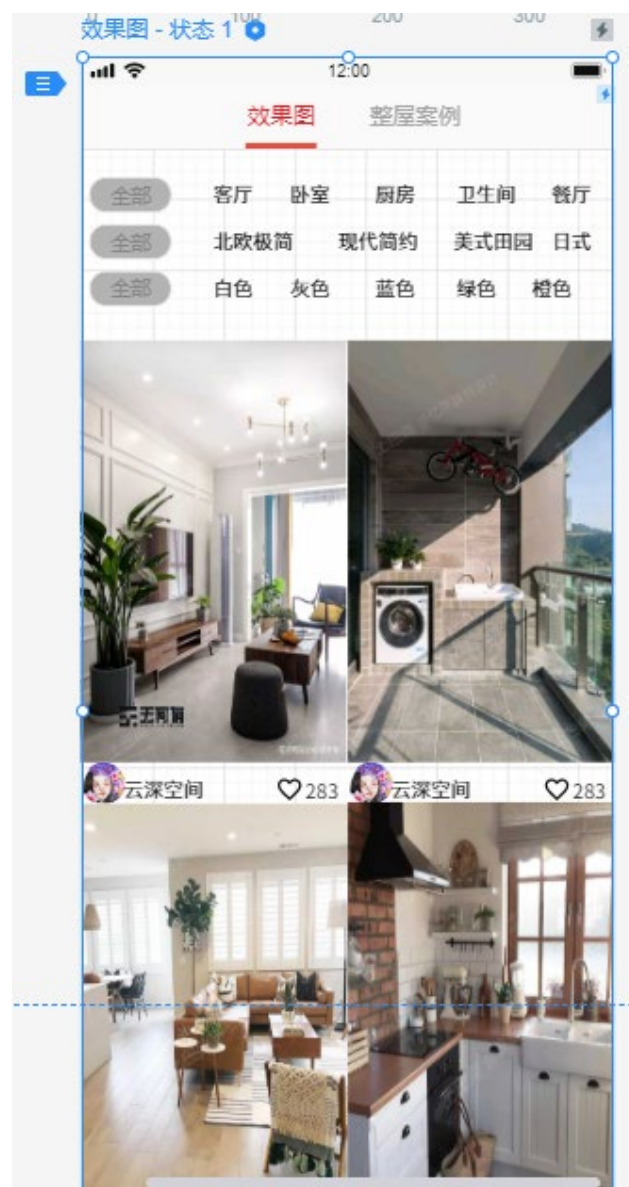 0 100 200 300
效果图 - 状态 1
12:00
效果图 整屋案例
全部 客厅 卧室 厨房 卫生间 餐厅
全部 北欧极简 现代简约 美式田园 日式
全部 白色 灰色 蓝色 绿色 橙色
云深空间 283 云深空间 283